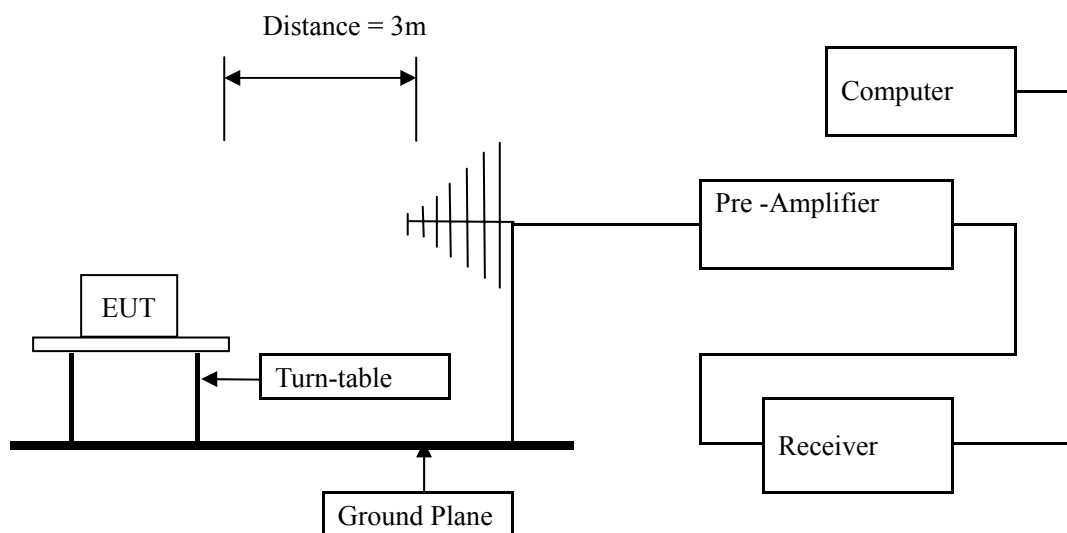 Distance = 3m
Computer
Pre -Amplifier
EUT
Turn-table
Receiver
Ground Plane